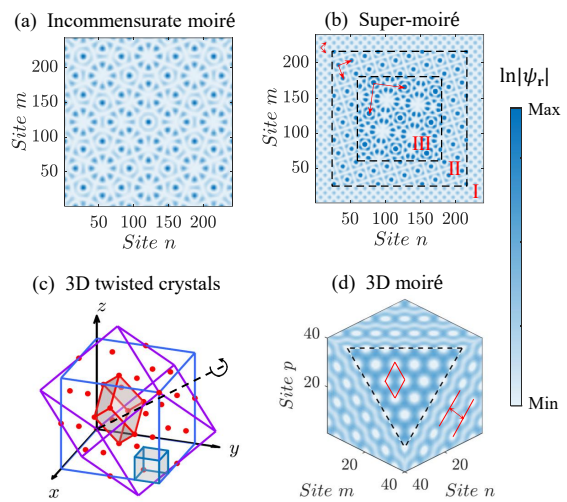 (a) Incommensurate moiré
(b) Super-moiré
Site m
200
150
100
50
50 100 150 200
Site n
Site m
200
150
100
50
III
II
I
50 100 150 200
Site n
ln|ψ_r|
Max
Min
(c) 3D twisted crystals
z
y
x
(d) 3D moiré
Site p
40
20
20
40
40
20
Site m
Site n